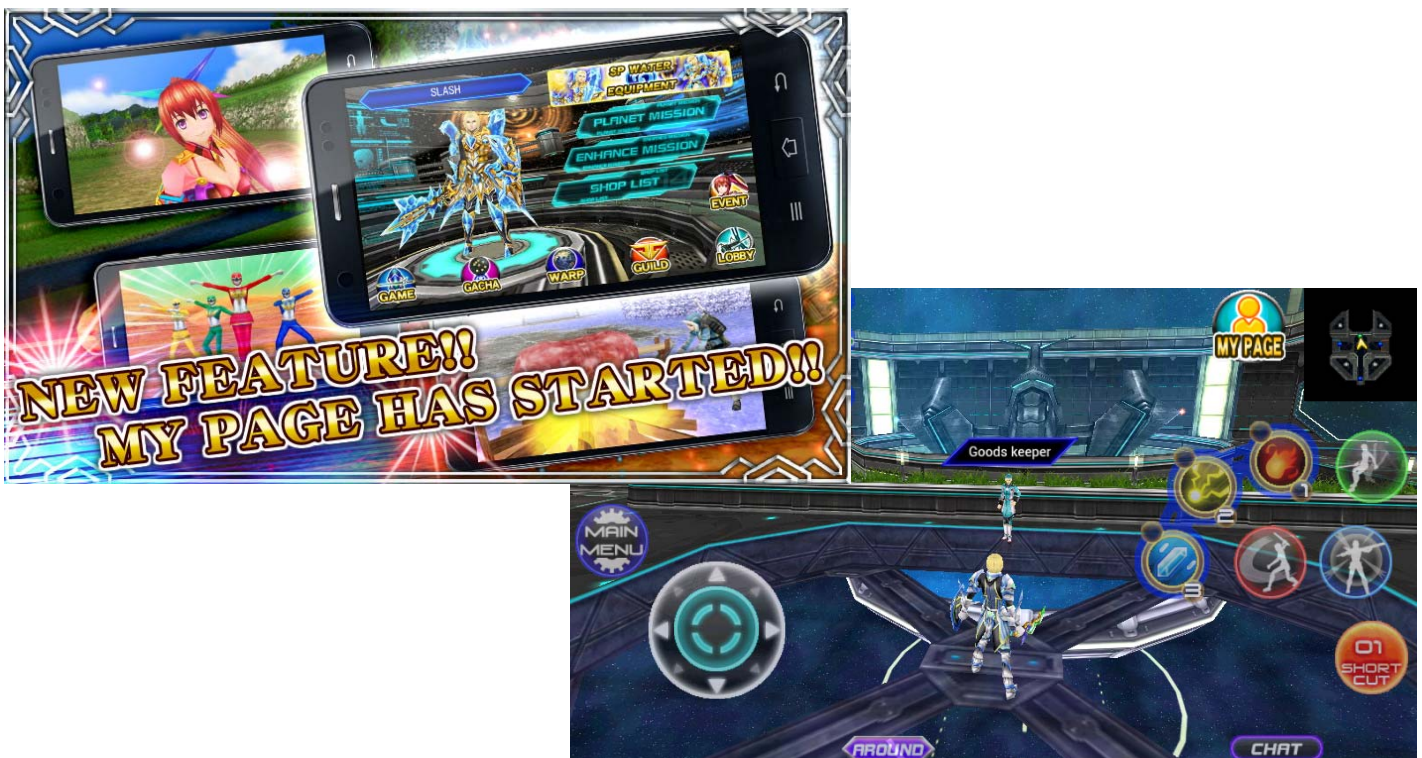 SLASH
SP WATER
EQUIPMENT
PLANET MISSION
ENHANCE MISSION
SHOP LIST
EVENT
GAME
GACHA
WARP
GUILD
LOBBY
NEW FEATURE!!
MY PAGE HAS STARTED!!
MY PAGE
Goods keeper
1
2
3
MAIN
MENU
01
SHORT
CUT
AROUND
CHAT